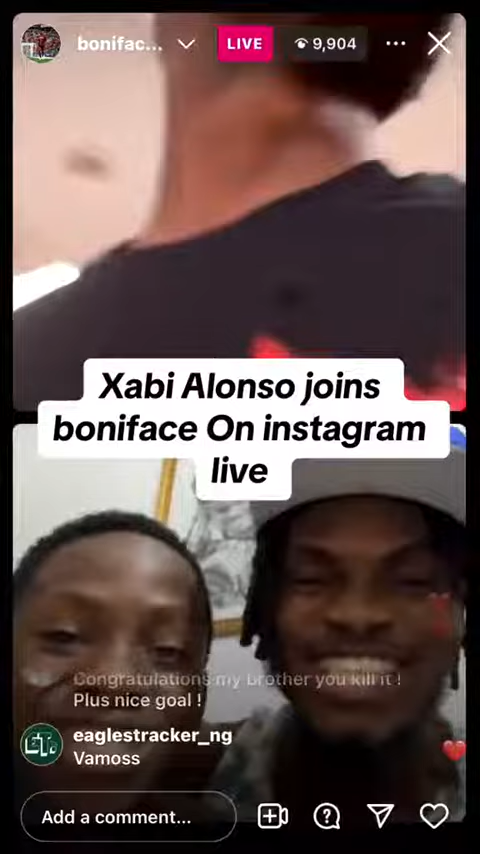 bonifac...
LIVE
9,904
Xabi Alonso joins
boniface On instagram
live
Congratulations my brother you kill it !
Plus nice goal !
eaglestracker_ng
Vamoss
Add a comment...